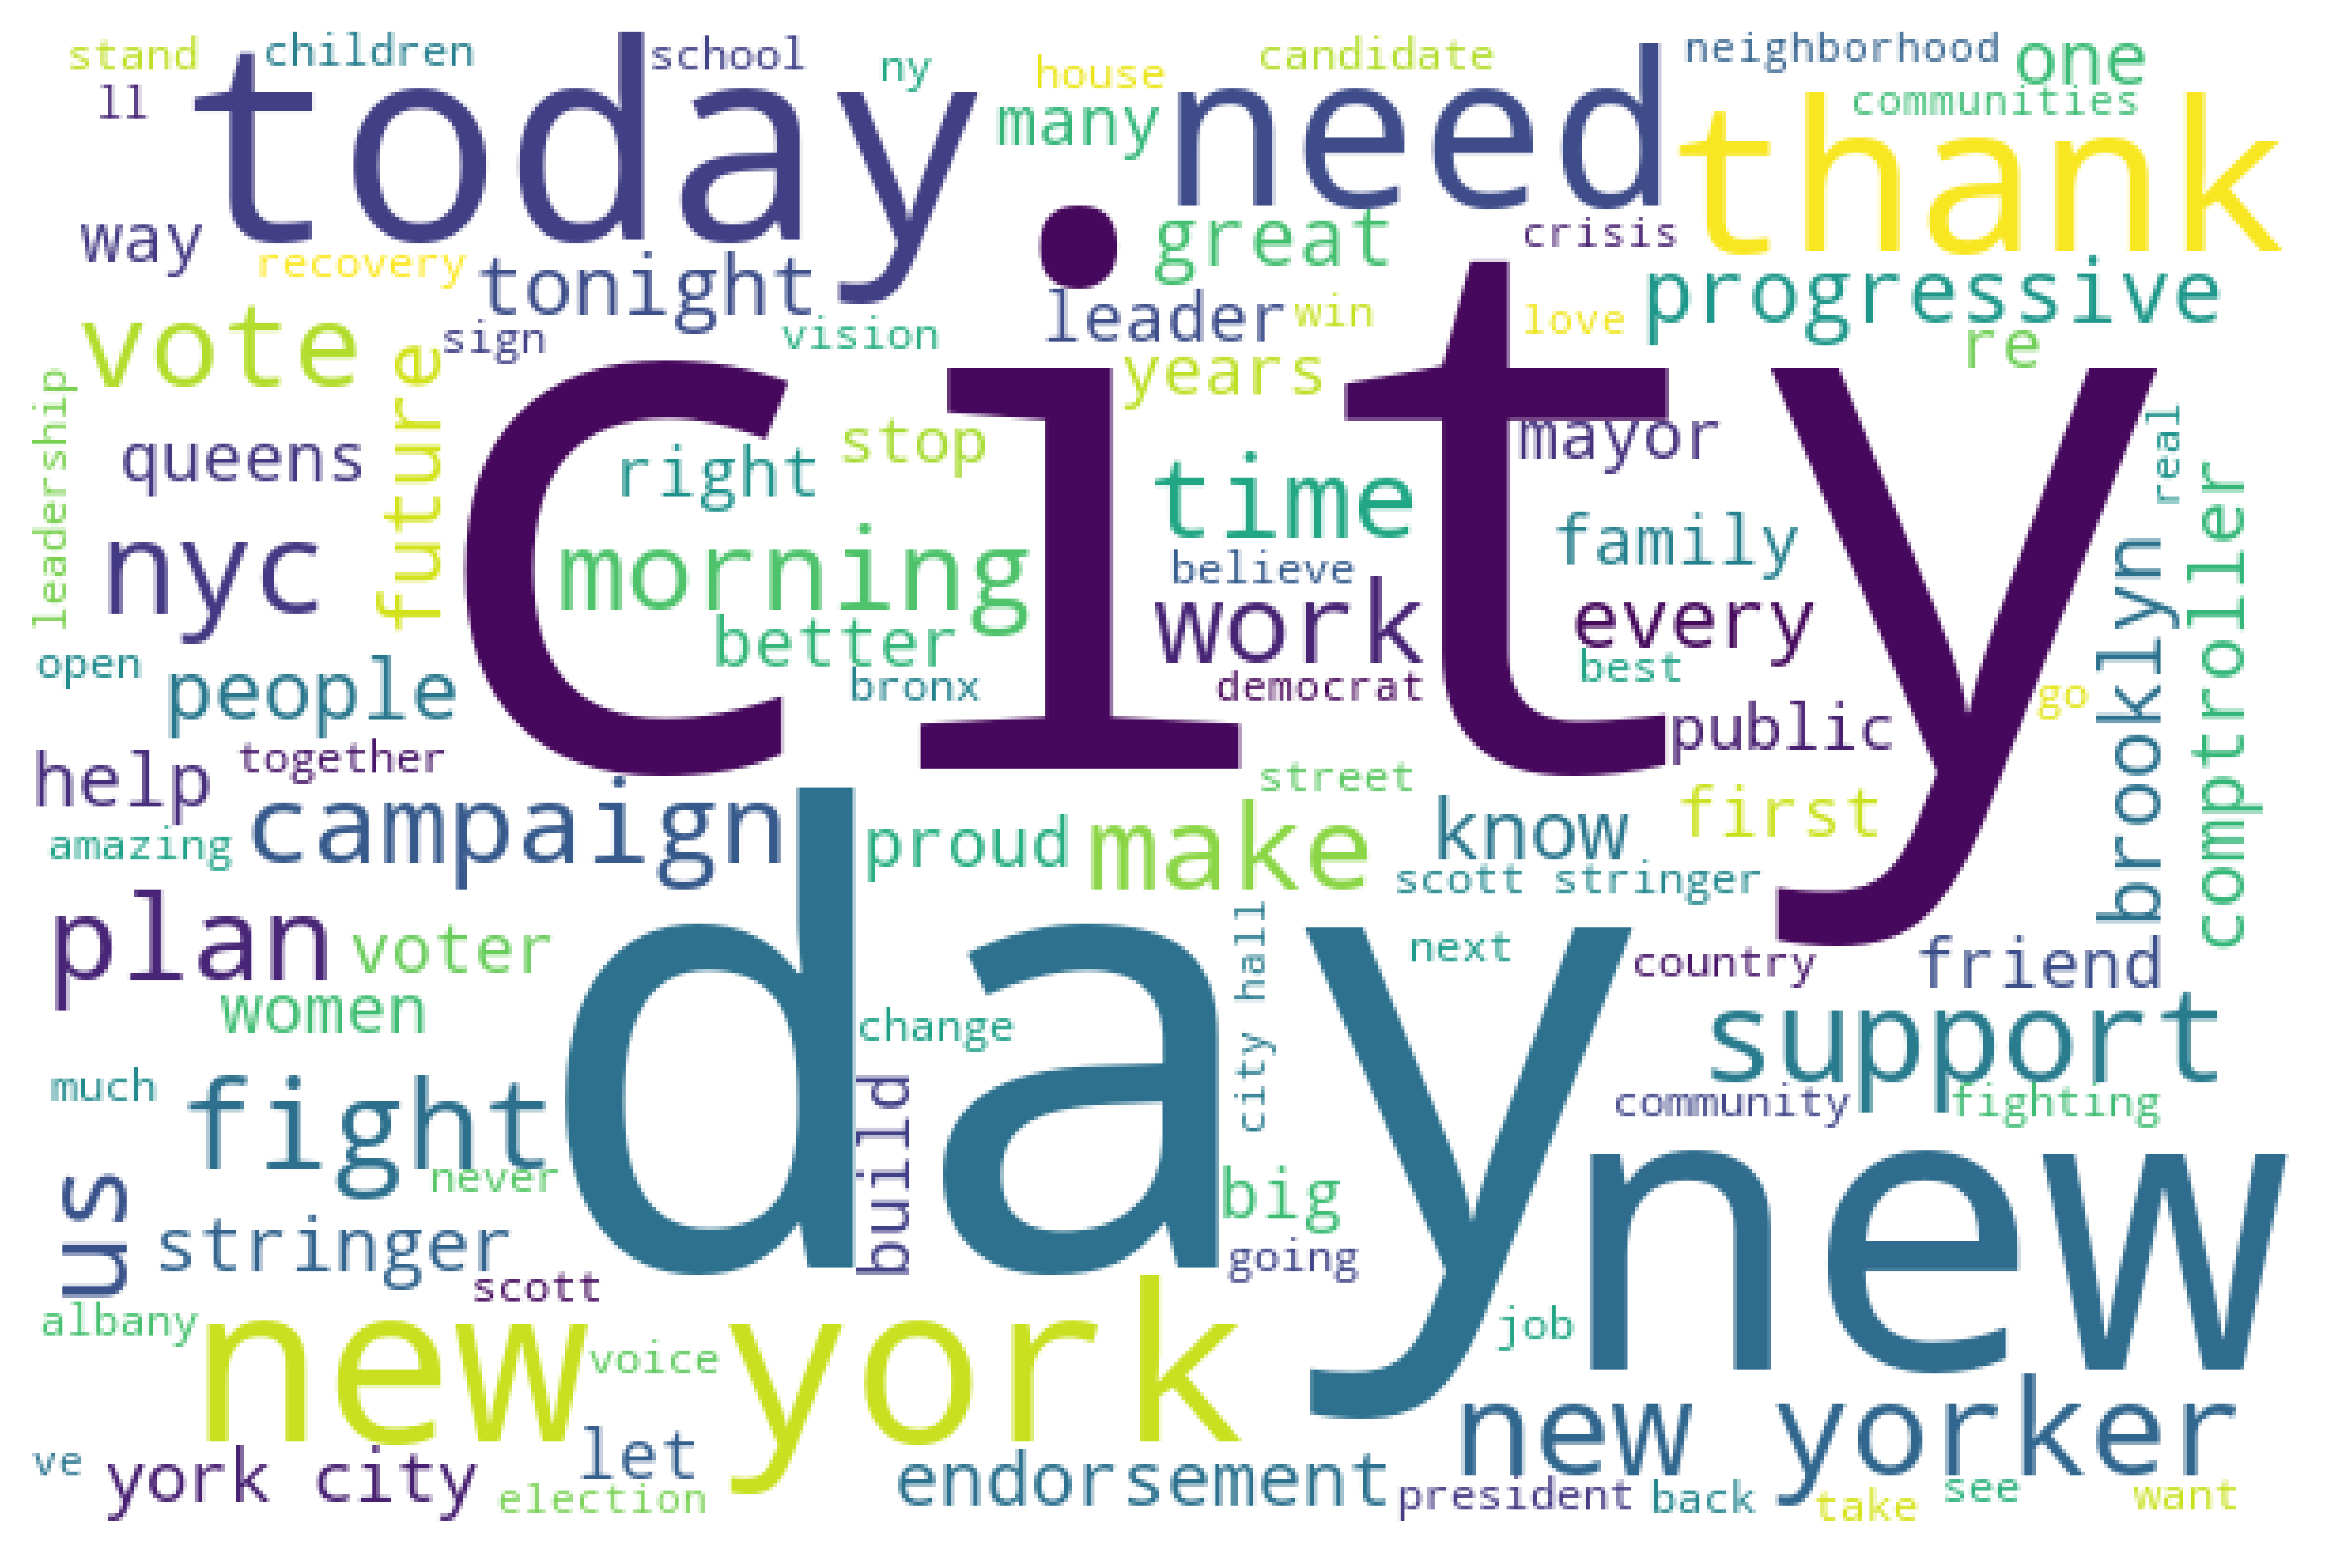 stand
children
school
ny
house
candidate
neighborhood
one
ll
today
many
need
communities
thank
way
recovery
tonight
great
crisis
progressive
leader
win
love
re
vote
sign
vision
years
future
leadership
queens
right
stop
city
mayor
real
nyc
morning
time
family
comptroller
believe
brooklyn
open
people
better
work
every
bronx
democrat
best
go
public
help
together
street
campaign
amazing
proud
make
know
first
scott stringer
plan
voter
day
city hall
next
country
friend
women
change
support
much
fight
build
community
fighting
never
us
big
new
stringer
going
scott
albany
new york
voice
job
new yorker
ve
york city
let
election
endorsement
president
back
take
see
want